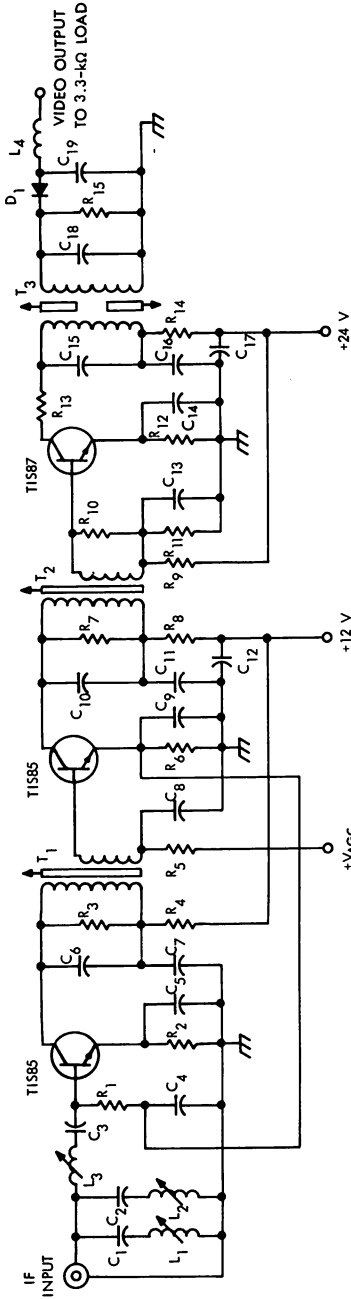 IF
INPUT
C1
L1
C2
L2
L3
C3
R1
C4
TIS85
R2
C5
C6
C7
R3
R4
T1
R5
+VAGC
C8
TIS85
R6
C9
C10
C11
R7
R8
C12
+12 V
T2
R9
R10
R11
C13
TIS87
R12
C14
R13
C15
C16
R14
C17
+24 V
T3
C18
R15
D1
C19
L4
VIDEO OUTPUT
TO 3.3-kΩ LOAD